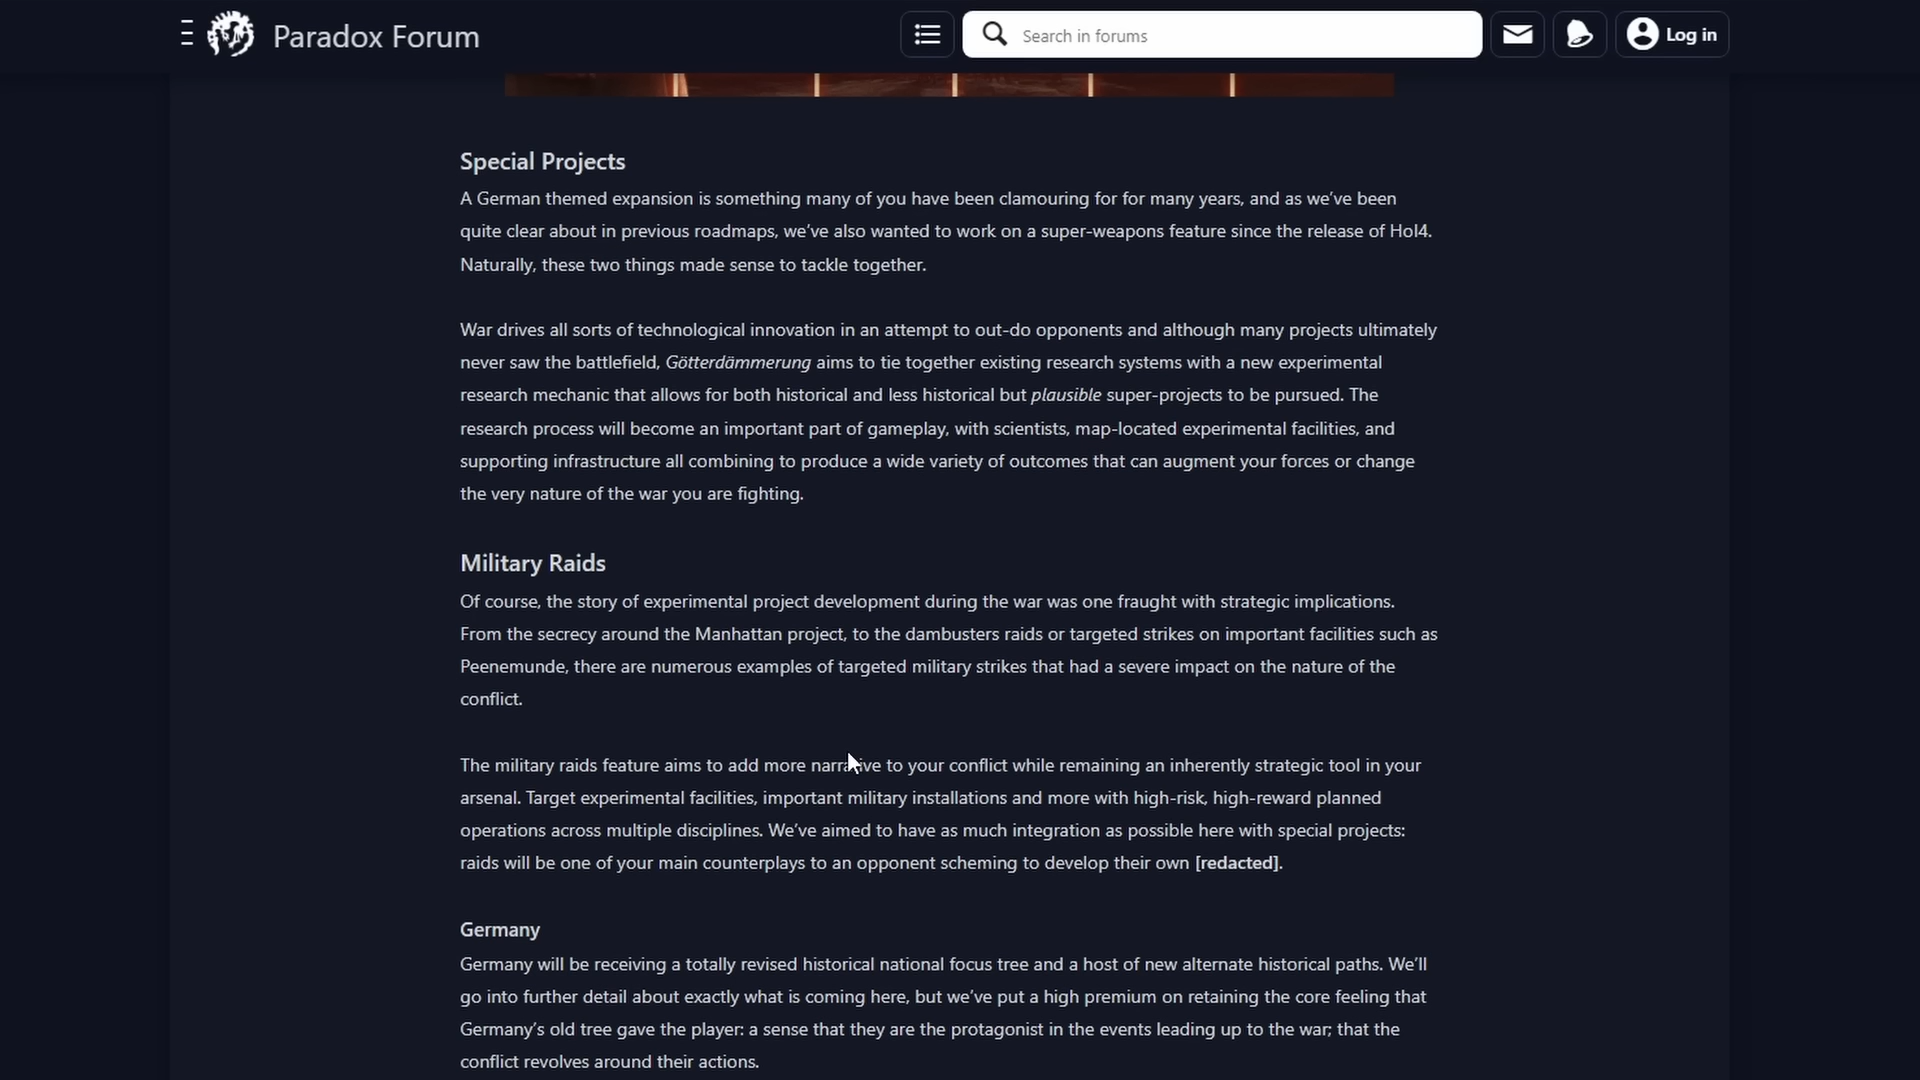 Paradox Forum
Search in forums
Log in
Special Projects
A German themed expansion is something many of you have been clamouring for for many years, and as we've been
quite clear about in previous roadmaps, we've also wanted to work on a super-weapons feature since the release of HoI4.
Naturally, these two things made sense to tackle together.
War drives all sorts of technological innovation in an attempt to out-do opponents and although many projects ultimately
never saw the battlefield, Götterdämmerung aims to tie together existing research systems with a new experimental
research mechanic that allows for both historical and less historical but plausible super-projects to be pursued. The
research process will become an important part of gameplay, with scientists, map-located experimental facilities, and
supporting infrastructure all combining to produce a wide variety of outcomes that can augment your forces or change
the very nature of the war you are fighting.
Military Raids
Of course, the story of experimental project development during the war was one fraught with strategic implications.
From the secrecy around the Manhattan project, to the dambusters raids or targeted strikes on important facilities such as
Peenemunde, there are numerous examples of targeted military strikes that had a severe impact on the nature of the
conflict.
The military raids feature aims to add more narrative to your conflict while remaining an inherently strategic tool in your
arsenal. Target experimental facilities, important military installations and more with high-risk, high-reward planned
operations across multiple disciplines. We've aimed to have as much integration as possible here with special projects:
raids will be one of your main counterplays to an opponent scheming to develop their own [redacted].
Germany
Germany will be receiving a totally revised historical national focus tree and a host of new alternate historical paths. We'll
go into further detail about exactly what is coming here, but we've put a high premium on retaining the core feeling that
Germany's old tree gave the player: a sense that they are the protagonist in the events leading up to the war; that the
conflict revolves around their actions.